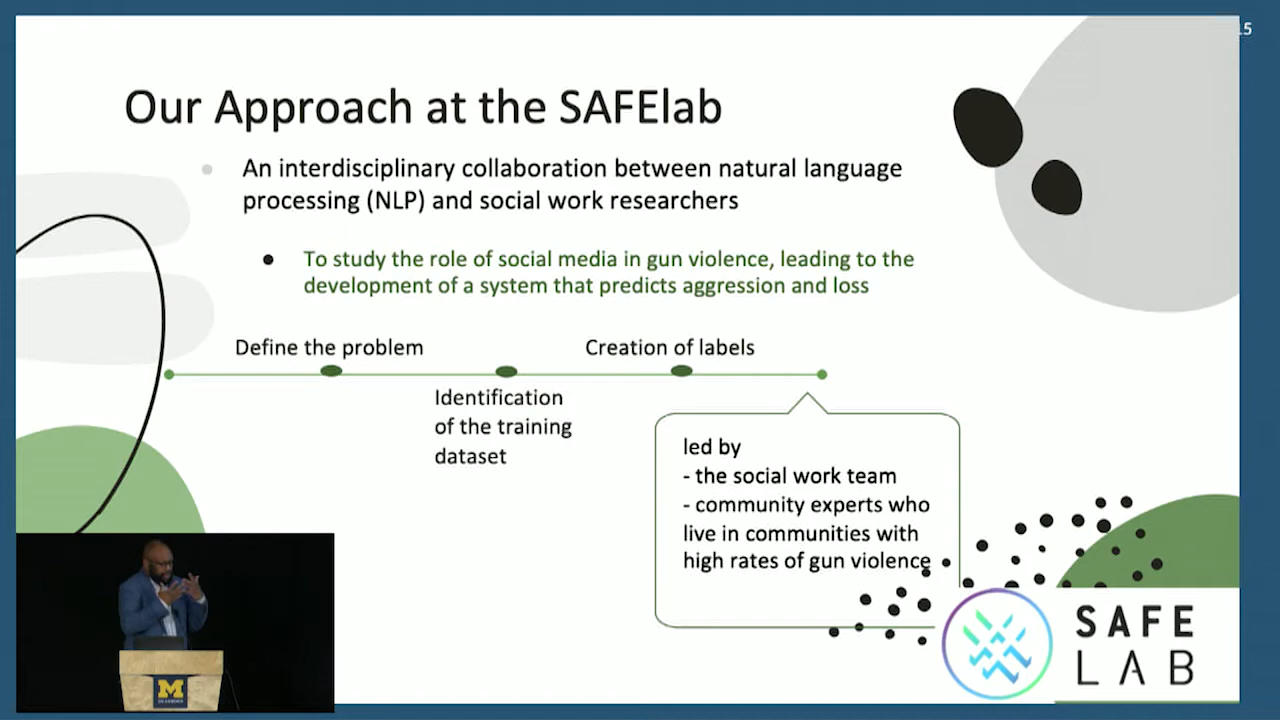 .5
Our Approach at the SAFElab
An interdisciplinary collaboration between natural language
processing (NLP) and social work researchers
To study the role of social media in gun violence, leading to the
development of a system that predicts aggression and loss
Define the problem
Creation of labels
Identification
of the training
dataset
led by
- the social work team
- community experts who
live in communities with
high rates of gun violence
M
SAFE
LAB